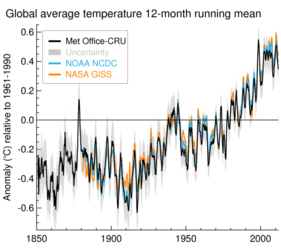 Global average temperature 12-month running mean
Anomaly (°C) relative to 1961-1990
0.6
0.4
0.2
0.0
-0.2
-0.4
-0.6
Met Office-CRU
Uncertainty
NOAA NCDC
NASA GISS
1850
1900
1950
2000